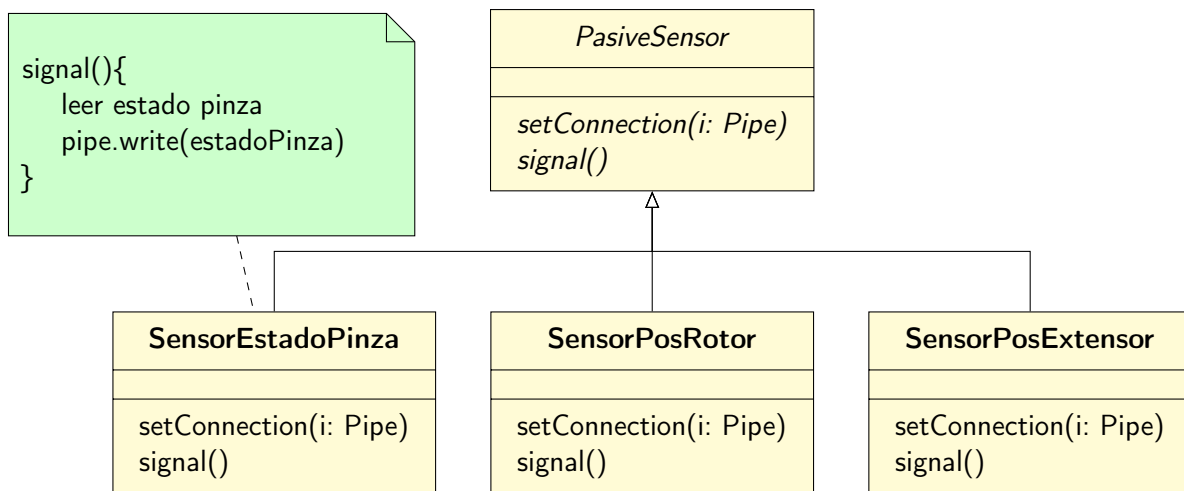 signal(){
leer estado pinza
pipe.write(estadoPinza)
}
PasiveSensor
setConnection(i: Pipe)
signal()
SensorEstadoPinza
setConnection(i: Pipe)
signal()
SensorPosRotor
setConnection(i: Pipe)
signal()
SensorPosExtensor
setConnection(i: Pipe)
signal()